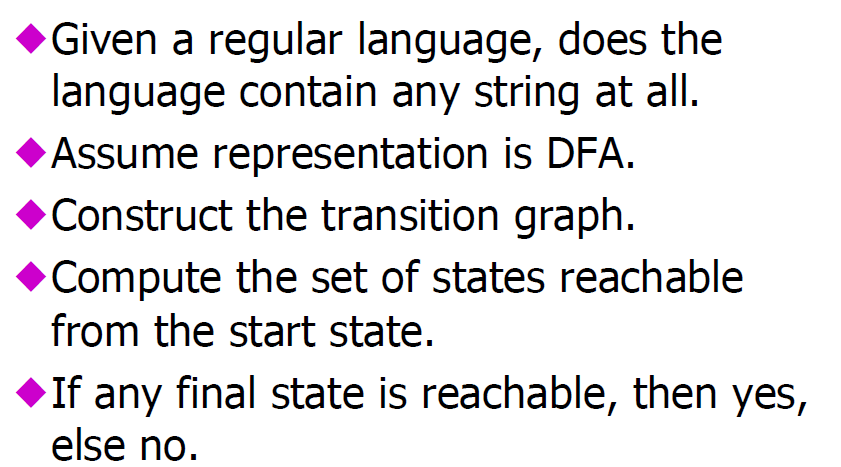 ◆Given a regular language, does the
language contain any string at all.
◆Assume representation is DFA.
◆Construct the transition graph.
◆Compute the set of states reachable
from the start state.
◆If any final state is reachable, then yes,
else no.